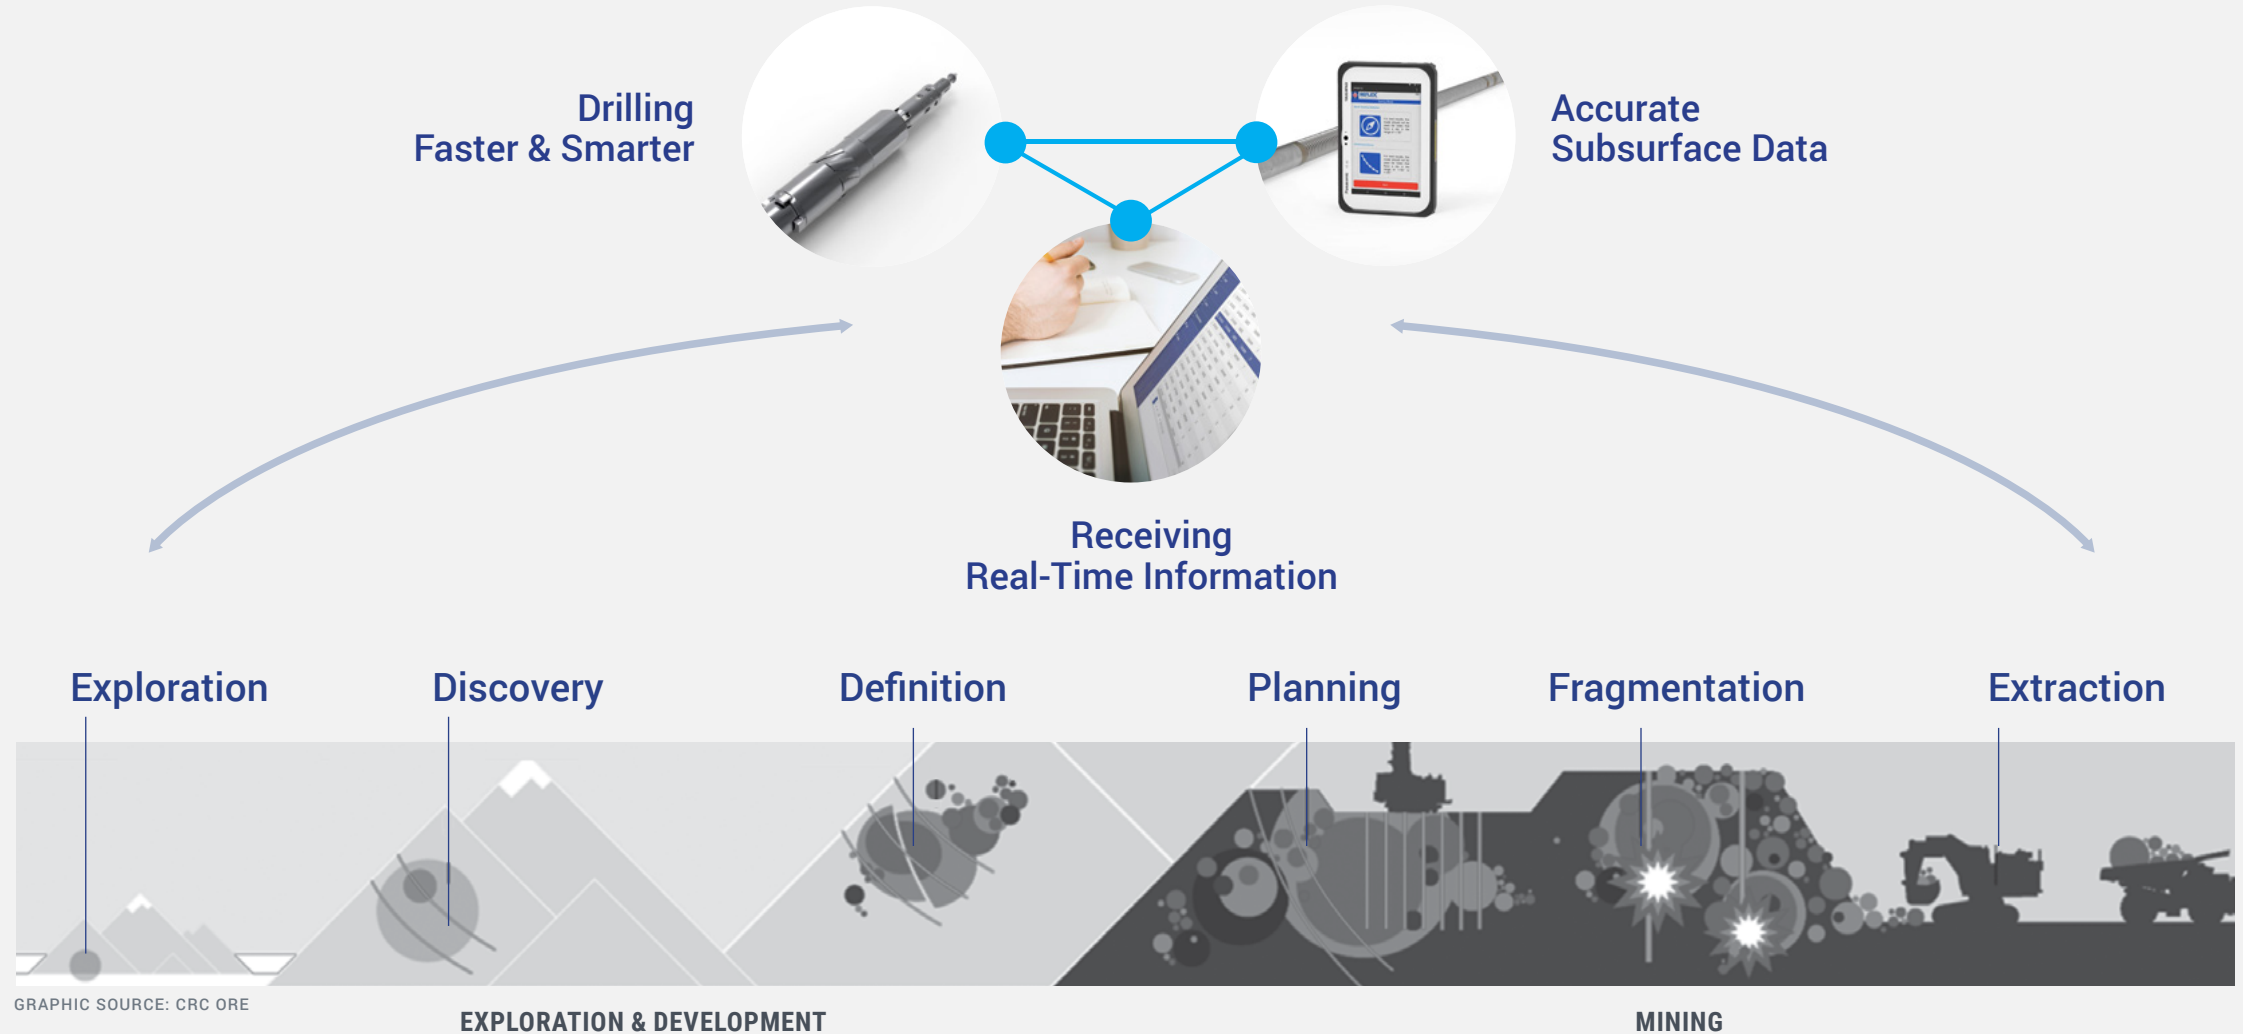 Drilling
Faster & Smarter
Accurate
Subsurface Data
REFLEX
Receiving
Real-Time Information
Exploration
Discovery
Definition
Planning
Fragmentation
Extraction
GRAPHIC SOURCE: CRC ORE
EXPLORATION & DEVELOPMENT
MINING